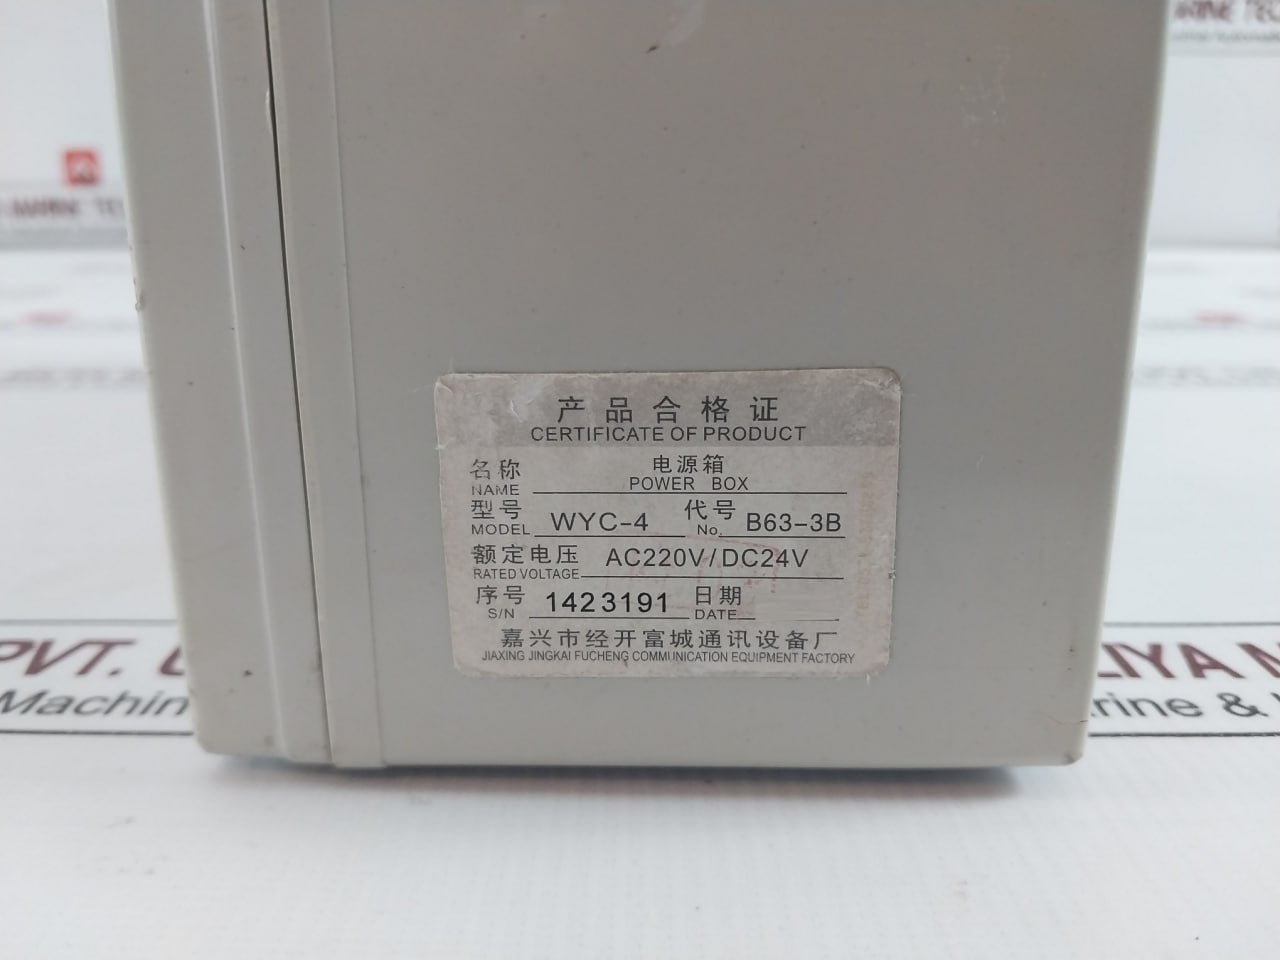 产品合格证
CERTIFICATE OF PRODUCT
名称 电源箱
NAME POWER BOX
型号 WYC-4 代号 B63-3B
MODEL No.
额定电压 AC220V/DC24V
RATED VOLTAGE
序号 1423191 日期
S/N DATE
嘉兴市经开富城通讯设备厂
JIAXING JINGKAI FUCHENG COMMUNICATION EQUIPMENT FACTORY
PVT.
Machin
LIYA M
rine &